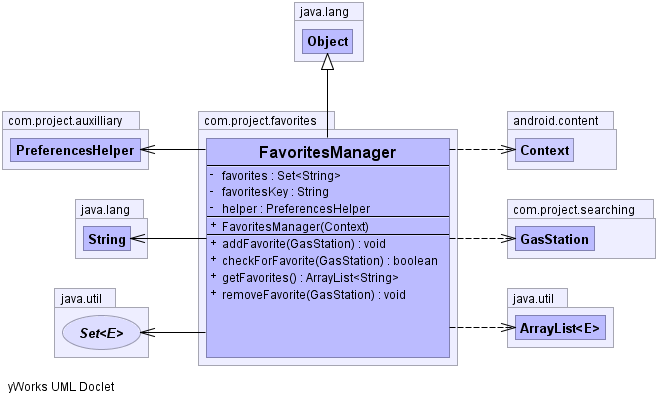 java.lang
Object
com.project.auxilliary
PreferencesHelper
com.project.favorites
FavoritesManager
- favorites : Set<String>
- favoritesKey : String
- helper : PreferencesHelper
+ FavoritesManager(Context)
+ addFavorite(GasStation) : void
+ checkForFavorite(GasStation) : boolean
+ getFavorites() : ArrayList<String>
+ removeFavorite(GasStation) : void
android.content
Context
java.lang
String
com.project.searching
GasStation
java.util
Set<E>
java.util
ArrayList<E>
yWorks UML Doclet